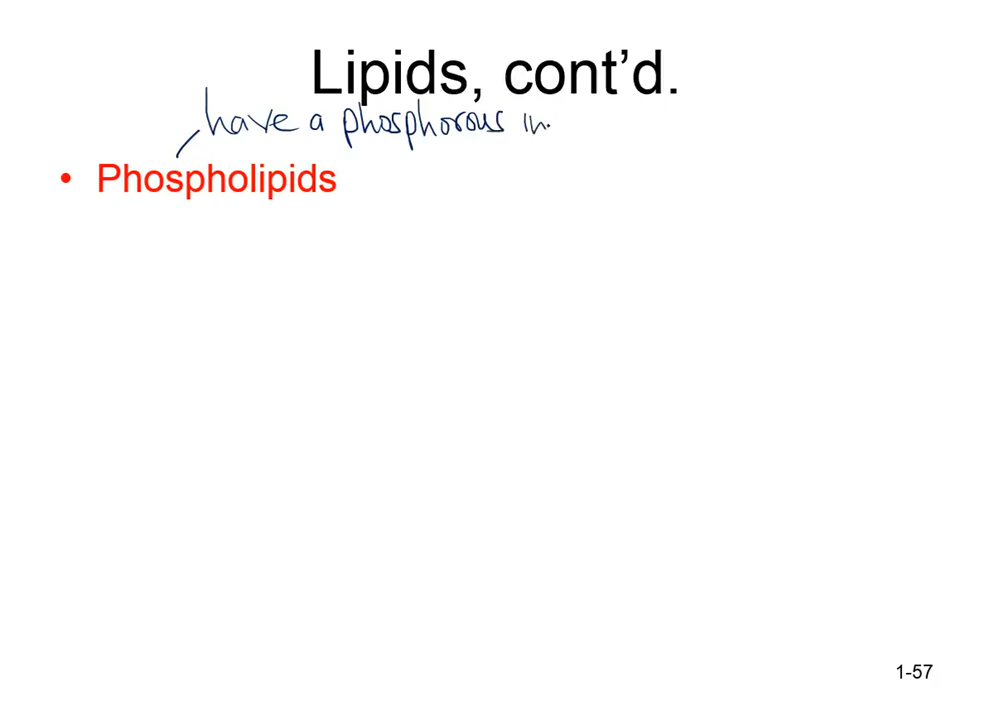 Lipids, cont’d.
have a phosphorous in
• Phospholipids
1-57